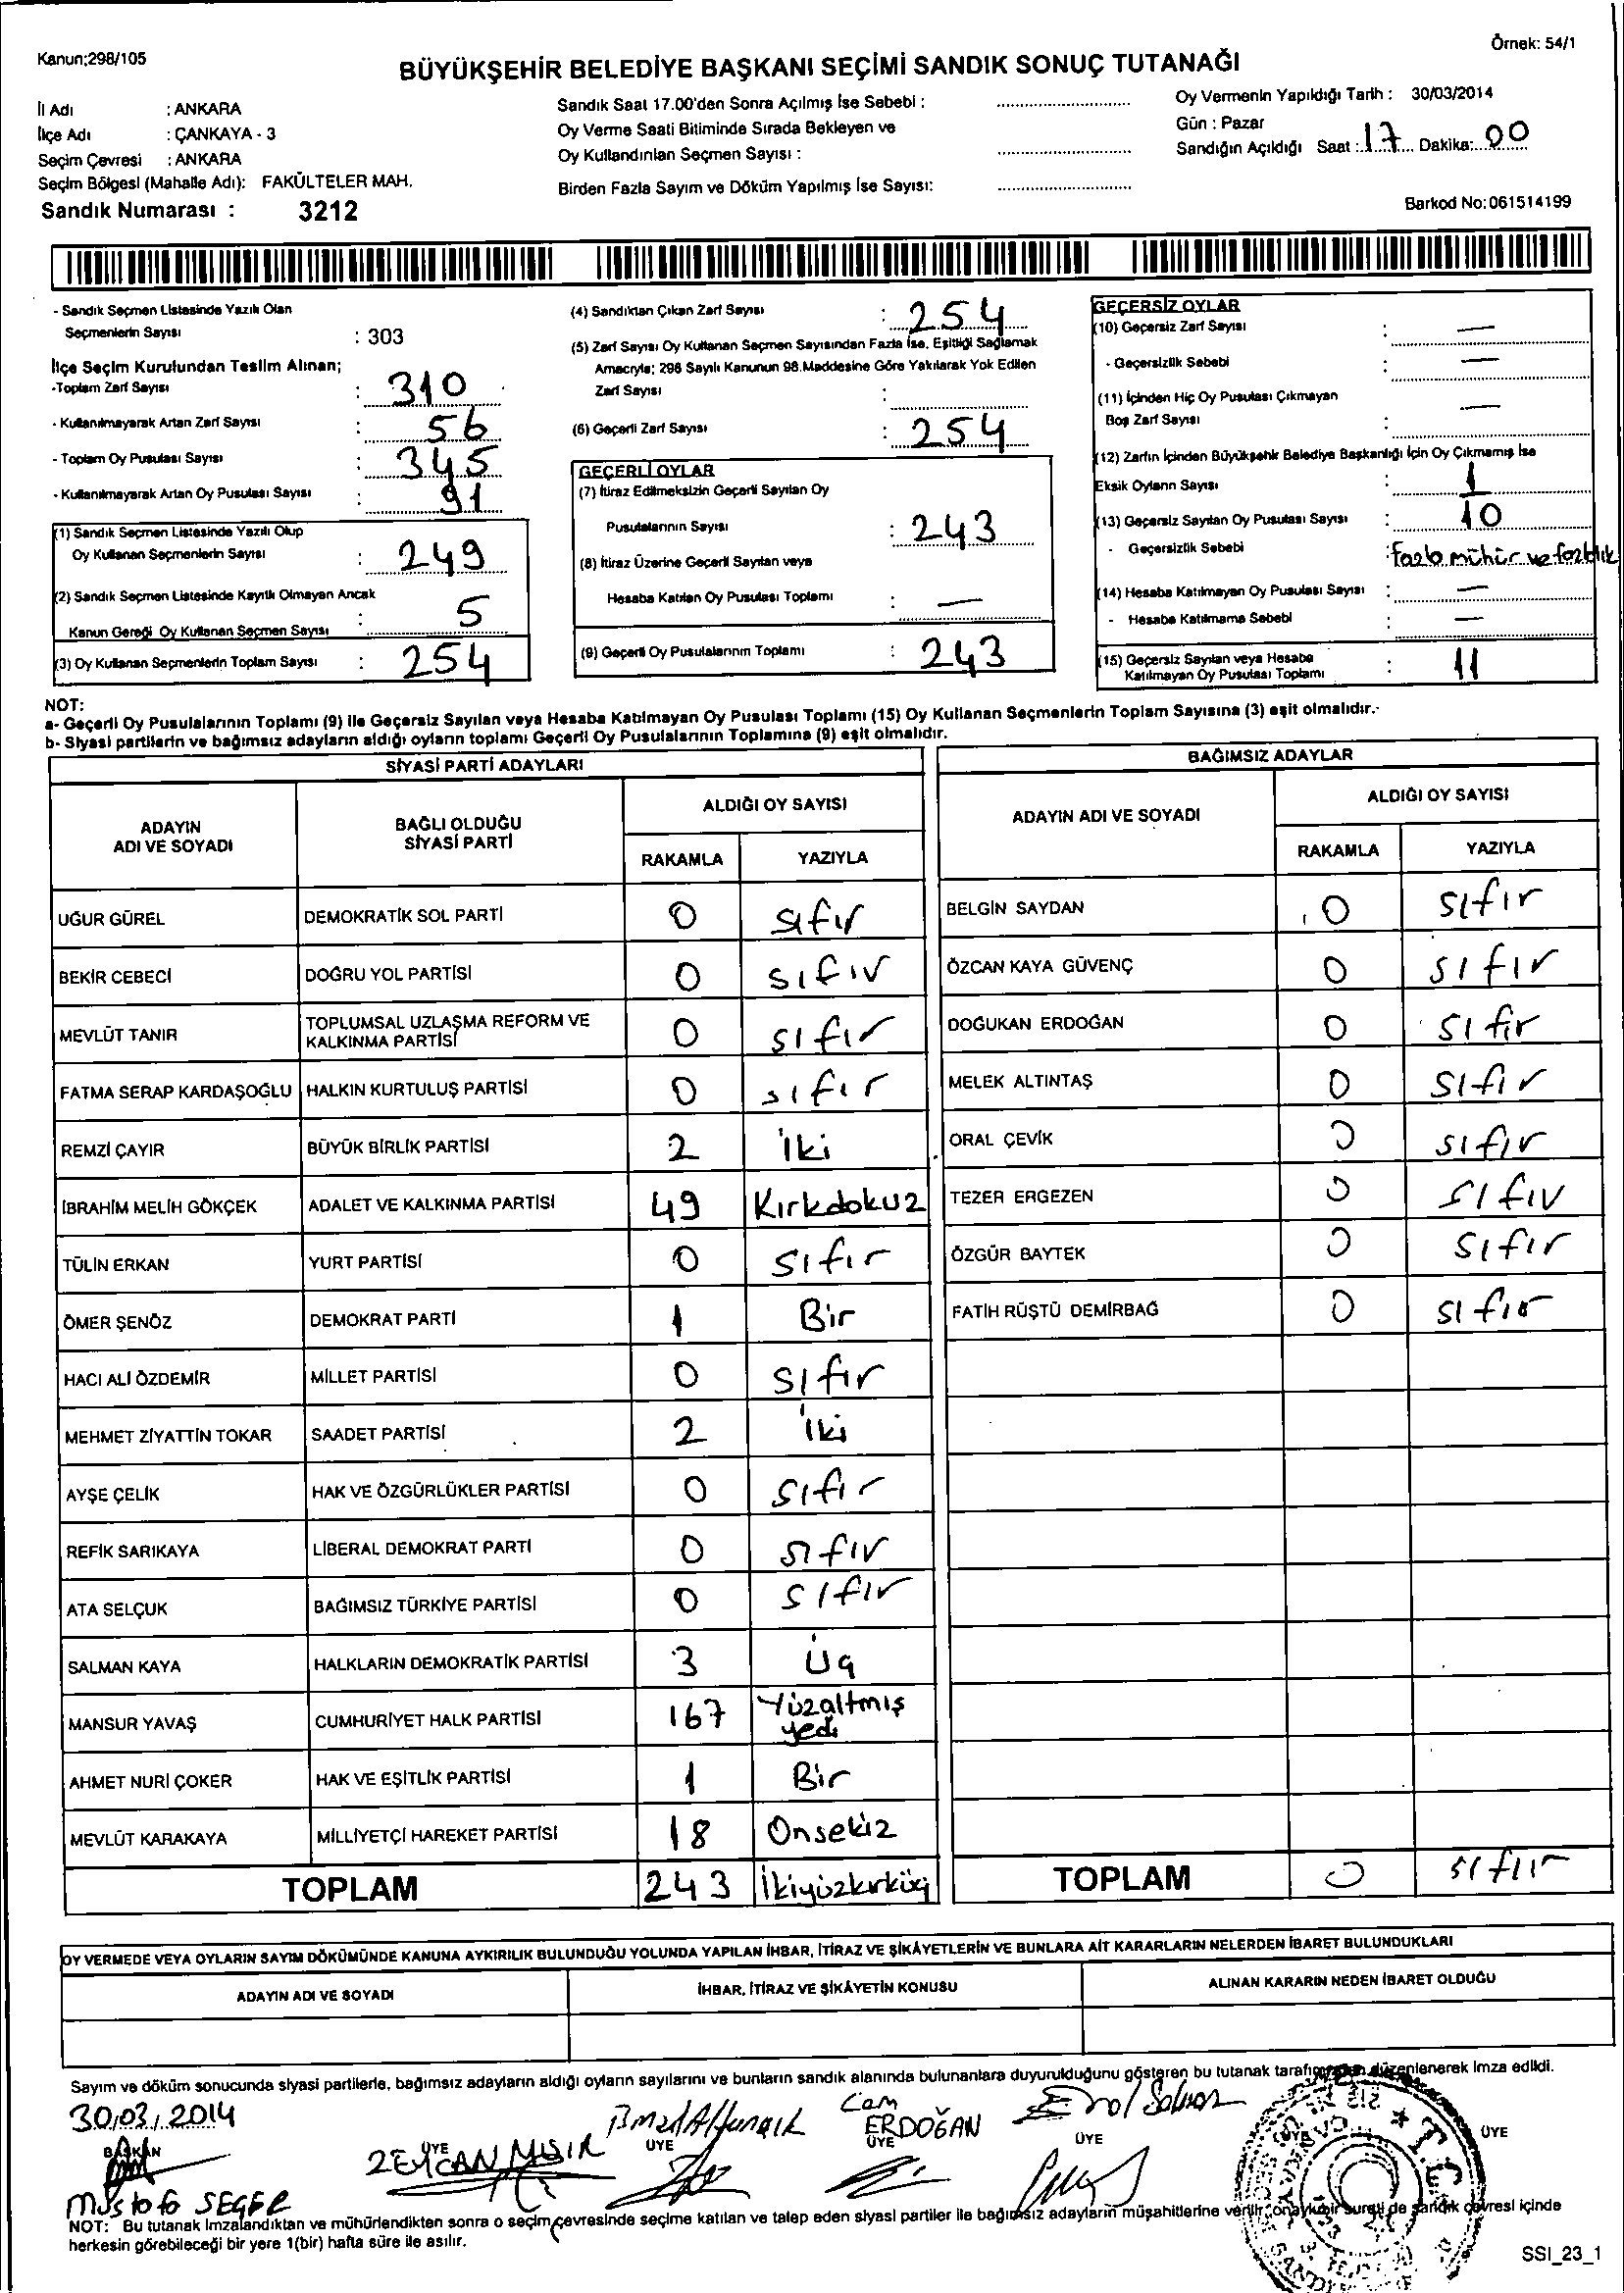 Kanun;298/105
Örnek: 54/1
BÜYÜKŞEHİR BELEDİYE BAŞKANI SEÇİMİ SANDIK SONUÇ TUTANAĞI
İl Adı : ANKARA
İlçe Adı : ÇANKAYA - 3
Seçim Çevresi : ANKARA
Seçim Bölgesi (Mahalle Adı): FAKÜLTELER MAH.
Sandık Numarası : 3212
Sandık Saat 17.00'den Sonra Açılmış İse Sebebi :
Oy Verme Saati Bitiminde Sırada Bekleyen ve
Oy Kullandırılan Seçmen Sayısı :
Birden Fazla Sayım ve Döküm Yapılmış İse Sayısı:
Oy Vermenin Yapıldığı Tarih : 30/03/2014
Gün : Pazar
Sandığın Açıldığı Saat : 17 Dakika: 00
Barkod No:061514199
- Sandık Seçmen Listesinde Yazılı Olan
Seçmenlerin Sayısı : 303
İlçe Seçim Kurulundan Teslim Alınan;
-Toplam Zarf Sayısı : 310
- Kullanılmayarak Artan Zarf Sayısı : 56
- Toplam Oy Pusulası Sayısı : 345
- Kullanılmayarak Artan Oy Pusulası Sayısı : 91
(1) Sandık Seçmen Listesinde Yazılı Olup
Oy Kullanan Seçmenlerin Sayısı : 249
(2) Sandık Seçmen Listesinde Kayıtlı Olmayan Ancak
Kanun Gereği Oy Kullanan Seçmen Sayısı : 5
(3) Oy Kullanan Seçmenlerin Toplam Sayısı : 254
(4) Sandıktan Çıkan Zarf Sayısı : 254
(5) Zarf Sayısı Oy Kullanan Seçmen Sayısından Fazla İse, Eşitliği Sağlamak
Amacıyla; 298 Sayılı Kanunun 98.Maddesine Göre Yakılarak Yok Edilen
Zarf Sayısı :
(6) Geçerli Zarf Sayısı : 254
GEÇERLİ OYLAR
(7) İtiraz Edilmeksizin Geçerli Sayılan Oy
Pusulalarının Sayısı : 243
(8) İtiraz Üzerine Geçerli Sayılan veya
Hesaba Katılan Oy Pusulası Toplamı : —
(9) Geçerli Oy Pusulalarının Toplamı : 243
GEÇERSİZ OYLAR
(10) Geçersiz Zarf Sayısı : —
- Geçersizlik Sebebi : —
(11) İçinden Hiç Oy Pusulası Çıkmayan
Boş Zarf Sayısı : —
(12) Zarfın İçinden Büyükşehir Belediye Başkanlığı İçin Oy Çıkmamış İse
Eksik Oyların Sayısı : 1
(13) Geçersiz Sayılan Oy Pusulası Sayısı : 10
- Geçersizlik Sebebi : fazla mühür ve fazlalık
(14) Hesaba Katılmayan Oy Pusulası Sayısı : —
- Hesaba Katılmama Sebebi : —
(15) Geçersiz Sayılan veya Hesaba
Katılmayan Oy Pusulası Toplamı : 11
NOT:
a- Geçerli Oy Pusulalarının Toplamı (9) ile Geçersiz Sayılan veya Hesaba Katılmayan Oy Pusulası Toplamı (15) Oy Kullanan Seçmenlerin Toplam Sayısına (3) eşit olmalıdır.
b- Siyasi partilerin ve bağımsız adayların aldığı oyların toplamı Geçerli Oy Pusulalarının Toplamına (9) eşit olmalıdır.
SİYASİ PARTİ ADAYLARI
ADAYIN ADI VE SOYADI BAĞLI OLDUĞU SİYASİ PARTİ ALDIĞI OY SAYISI
RAKAMLA YAZIYLA
UĞUR GÜREL DEMOKRATİK SOL PARTİ 0 sıfır
BEKİR CEBECİ DOĞRU YOL PARTİSİ 0 sıfır
MEVLÜT TANIR TOPLUMSAL UZLAŞMA REFORM VE KALKINMA PARTİSİ 0 sıfır
FATMA SERAP KARDAŞOĞLU HALKIN KURTULUŞ PARTİSİ 0 sıfır
REMZİ ÇAYIR BÜYÜK BİRLİK PARTİSİ 2 iki
İBRAHİM MELİH GÖKÇEK ADALET VE KALKINMA PARTİSİ 49 Kırkdokuz
TÜLİN ERKAN YURT PARTİSİ 0 sıfır
ÖMER ŞENÖZ DEMOKRAT PARTİ 1 Bir
HACI ALİ ÖZDEMİR MİLLET PARTİSİ 0 sıfır
MEHMET ZİYATTİN TOKAR SAADET PARTİSİ 2 iki
AYŞE ÇELİK HAK VE ÖZGÜRLÜKLER PARTİSİ 0 sıfır
REFİK SARIKAYA LİBERAL DEMOKRAT PARTİ 0 sıfır
ATA SELÇUK BAĞIMSIZ TÜRKİYE PARTİSİ 0 sıfır
SALMAN KAYA HALKLARIN DEMOKRATİK PARTİSİ 3 üç
MANSUR YAVAŞ CUMHURİYET HALK PARTİSİ 167 Yüzaltmış yedi
AHMET NURİ ÇOKER HAK VE EŞİTLİK PARTİSİ 1 Bir
MEVLÜT KARAKAYA MİLLİYETÇİ HAREKET PARTİSİ 18 Onsekiz
TOPLAM 243 ikiyüzkırküç
BAĞIMSIZ ADAYLAR
ADAYIN ADI VE SOYADI ALDIĞI OY SAYISI
RAKAMLA YAZIYLA
BELGİN SAYDAN 0 sıfır
ÖZCAN KAYA GÜVENÇ 0 sıfır
DOĞUKAN ERDOĞAN 0 sıfır
MELEK ALTINTAŞ 0 sıfır
ORAL ÇEVİK 0 sıfır
TEZER ERGEZEN 0 sıfır
ÖZGÜR BAYTEK 0 sıfır
FATİH RÜŞTÜ DEMİRBAĞ 0 sıfır
TOPLAM 0 sıfır
OY VERMEDE VEYA OYLARIN SAYIM DÖKÜMÜNDE KANUNA AYKIRILIK BULUNDUĞU YOLUNDA YAPILAN İHBAR, İTİRAZ VE ŞİKÂYETLERİN VE BUNLARA AİT KARARLARIN NELERDEN İBARET BULUNDUKLARI
ADAYIN ADI VE SOYADI İHBAR, İTİRAZ VE ŞİKÂYETİN KONUSU ALINAN KARARIN NEDEN İBARET OLDUĞU
Sayım ve döküm sonucunda siyasi partilerle, bağımsız adayların aldığı oyların sayılarını ve bunların sandık alanında bulunanlara duyurulduğunu gösteren bu tutanak tarafımızdan düzenlenerek imza edildi.
30/03/2014
BAŞKAN ÜYE ÜYE ÜYE ÜYE ÜYE ÜYE
Mustafa SEÇER
ZEYCAN MISIR
Cem ERDOĞAN
NOT: Bu tutanak imzalandıktan ve mühürlendikten sonra o seçim çevresinde seçime katılan ve talep eden siyasi partiler ile bağımsız adayların müşahitlerine verilir, onaylı bir sureti de sandık çevresi içinde
herkesin görebileceği bir yere 1(bir) hafta süre ile asılır.
SSI_23_1